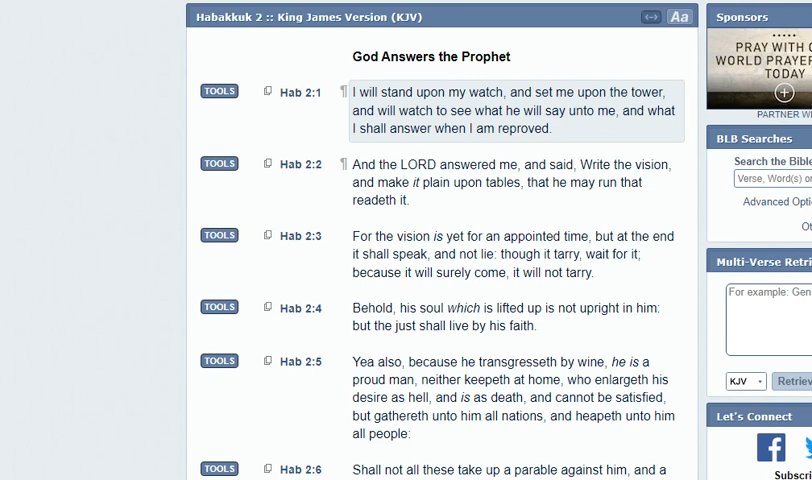 Habakkuk 2 :: King James Version (KJV)
Aa
God Answers the Prophet
TOOLS
Hab 2:1
¶ I will stand upon my watch, and set me upon the tower,
and will watch to see what he will say unto me, and what
I shall answer when I am reproved.
TOOLS
Hab 2:2
¶ And the LORD answered me, and said, Write the vision,
and make it plain upon tables, that he may run that
readeth it.
TOOLS
Hab 2:3
For the vision is yet for an appointed time, but at the end
it shall speak, and not lie: though it tarry, wait for it;
because it will surely come, it will not tarry.
TOOLS
Hab 2:4
Behold, his soul which is lifted up is not upright in him:
but the just shall live by his faith.
TOOLS
Hab 2:5
Yea also, because he transgresseth by wine, he is a
proud man, neither keepeth at home, who enlargeth his
desire as hell, and is as death, and cannot be satisfied,
but gathereth unto him all nations, and heapeth unto him
all people:
TOOLS
Hab 2:6
Shall not all these take up a parable against him, and a
Sponsors
PRAY WITH
WORLD PRAYER
TODAY
PARTNER
BLB Searches
Search the Bible
Verse, Word(s) or
Advanced
Multi-Verse
For example: Gen
KJV
Let's Connect